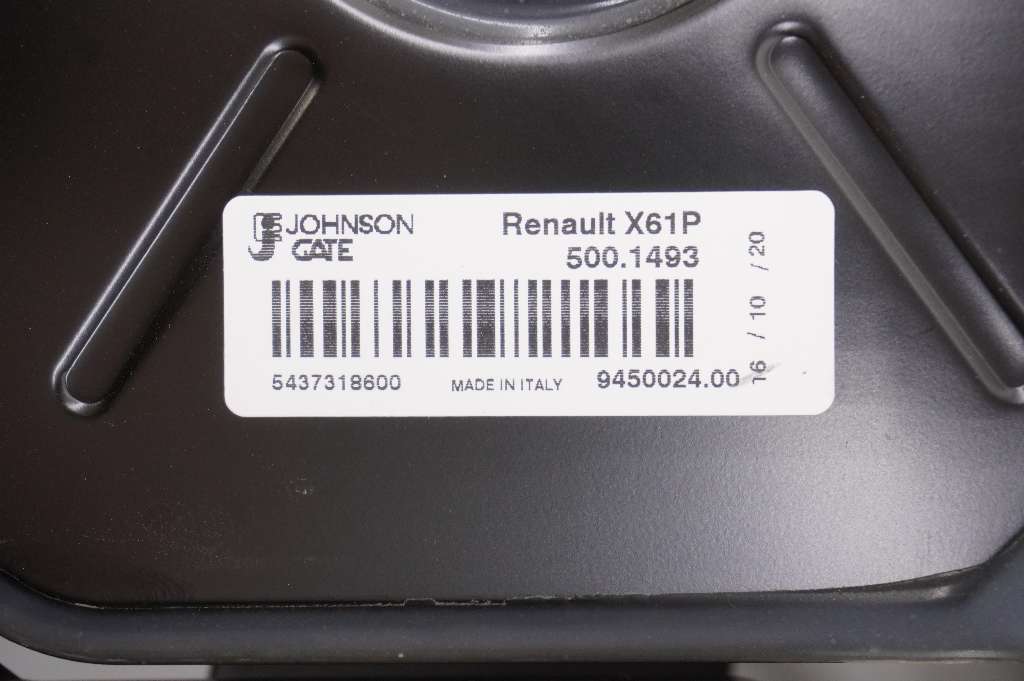 JOHNSON
GATE
Renault X61P
500.1493
5437318600
MADE IN ITALY
9450024.00
16 / 10 / 20